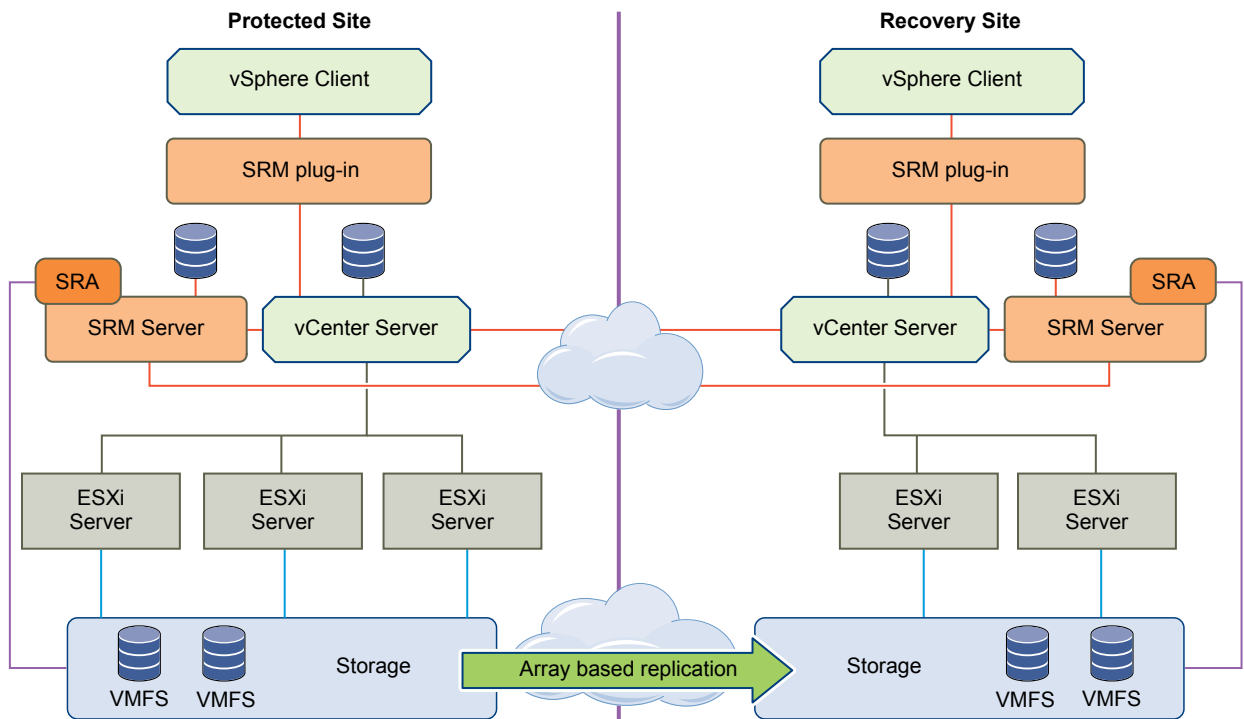 Protected Site
Recovery Site
vSphere Client
vSphere Client
SRM plug-in
SRM plug-in
SRA
SRA
SRM Server
vCenter Server
vCenter Server
SRM Server
ESXi
Server
ESXi
Server
ESXi
Server
ESXi
Server
ESXi
Server
Storage
Array based replication
Storage
VMFS
VMFS
VMFS
VMFS